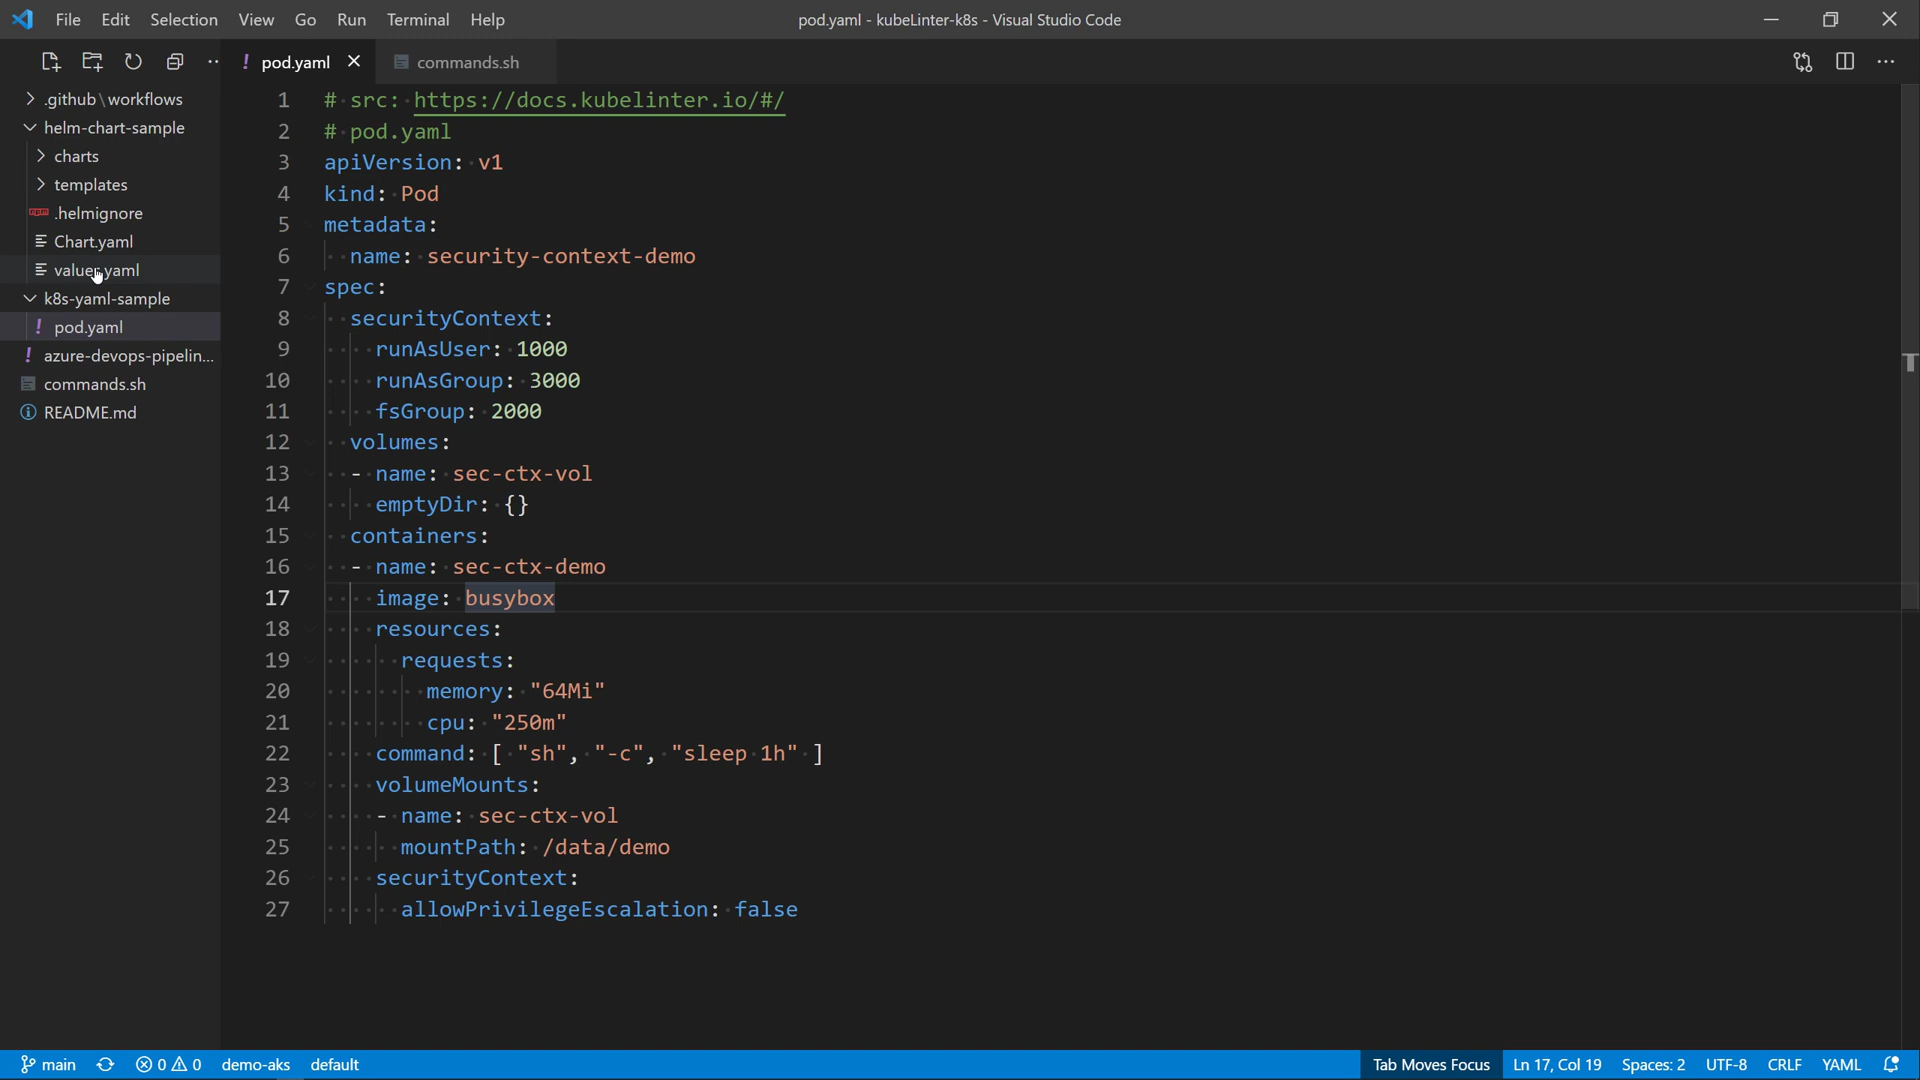 File Edit Selection View Go Run Terminal Help
pod.yaml - kubeLinter-k8s - Visual Studio Code
pod.yaml
commands.sh
.github\workflows
helm-chart-sample
charts
templates
.helmignore
Chart.yaml
values.yaml
k8s-yaml-sample
pod.yaml
azure-devops-pipelin...
commands.sh
README.md
1 # src: https://docs.kubelinter.io/#/
2 # pod.yaml
3 apiVersion: v1
4 kind: Pod
5 metadata:
6   name: security-context-demo
7 spec:
8   securityContext:
9     runAsUser: 1000
10     runAsGroup: 3000
11     fsGroup: 2000
12   volumes:
13   - name: sec-ctx-vol
14     emptyDir: {}
15   containers:
16   - name: sec-ctx-demo
17     image: busybox
18     resources:
19       requests:
20         memory: "64Mi"
21         cpu: "250m"
22     command: [ "sh", "-c", "sleep 1h" ]
23     volumeMounts:
24     - name: sec-ctx-vol
25       mountPath: /data/demo
26     securityContext:
27       allowPrivilegeEscalation: false
main 0 0 demo-aks default Tab Moves Focus Ln 17, Col 19 Spaces: 2 UTF-8 CRLF YAML